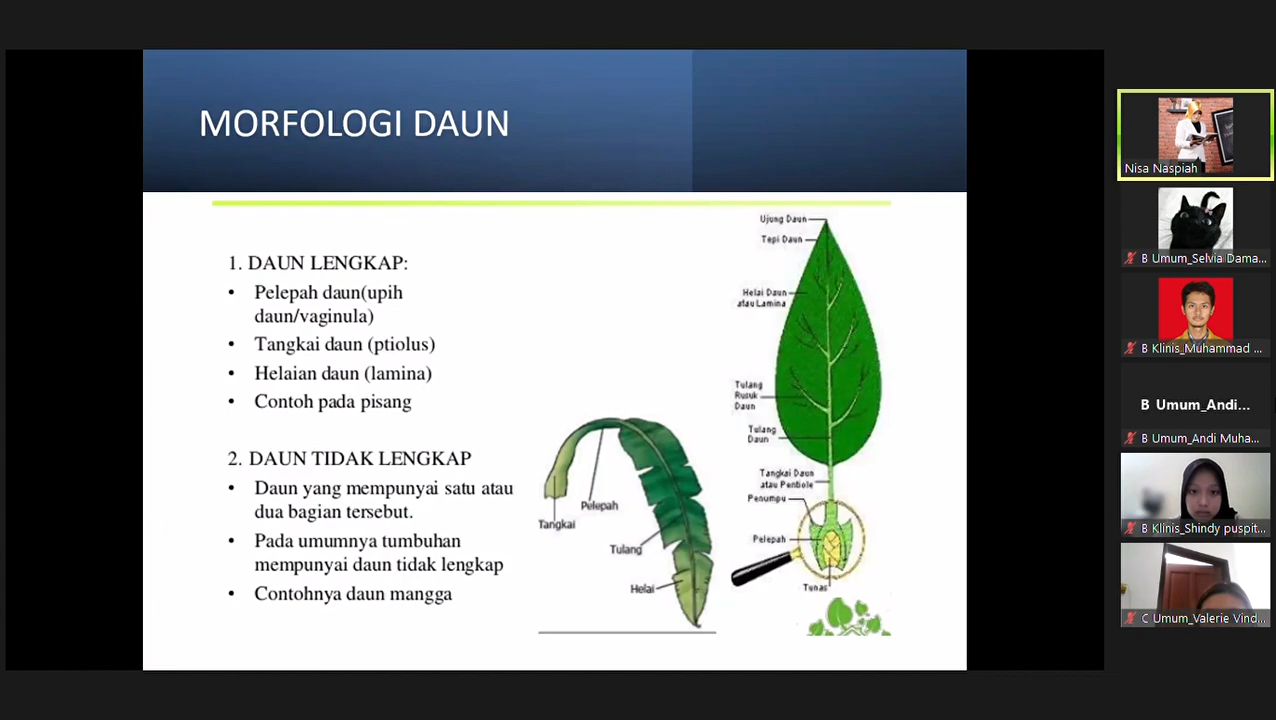 MORFOLOGI DAUN
1. DAUN LENGKAP:
• Pelepah daun(upih
daun/vaginula)
• Tangkai daun (ptiolus)
• Helaian daun (lamina)
• Contoh pada pisang
2. DAUN TIDAK LENGKAP
• Daun yang mempunyai satu atau
dua bagian tersebut.
• Pada umumnya tumbuhan
mempunyai daun tidak lengkap
• Contohnya daun mangga
Tangkai
Pelepah
Tulang
Helai
Ujung Daun
Tepi Daun
Helai Daun
atau Lamina
Tulang
Rusuk
Daun
Tulang
Daun
Tangkai Daun
atau Pentiole
Penumpu
Pelepah
Tunas
Nisa Naspiah
B Umum_Selvia Dama...
B Klinis_Muhammad ...
B Umum_Andi...
B Umum_Andi Muha...
B Klinis_Shindy puspit...
C Umum_Valerie Vind...